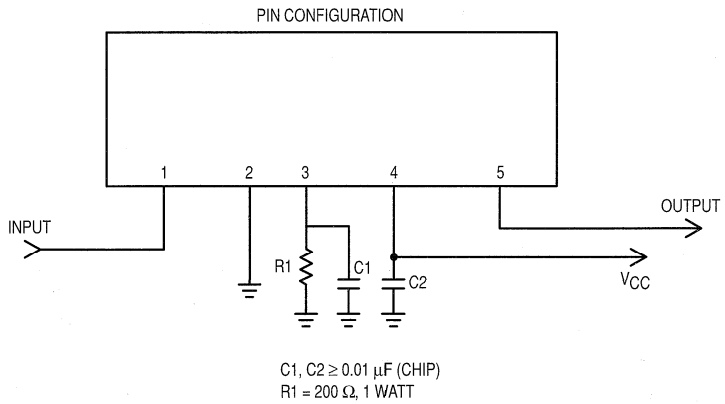 PIN CONFIGURATION
1 2 3 4 5
INPUT
OUTPUT
R1 C1 C2
VCC
C1, C2 ≥ 0.01 μF (CHIP)
R1 = 200 Ω, 1 WATT